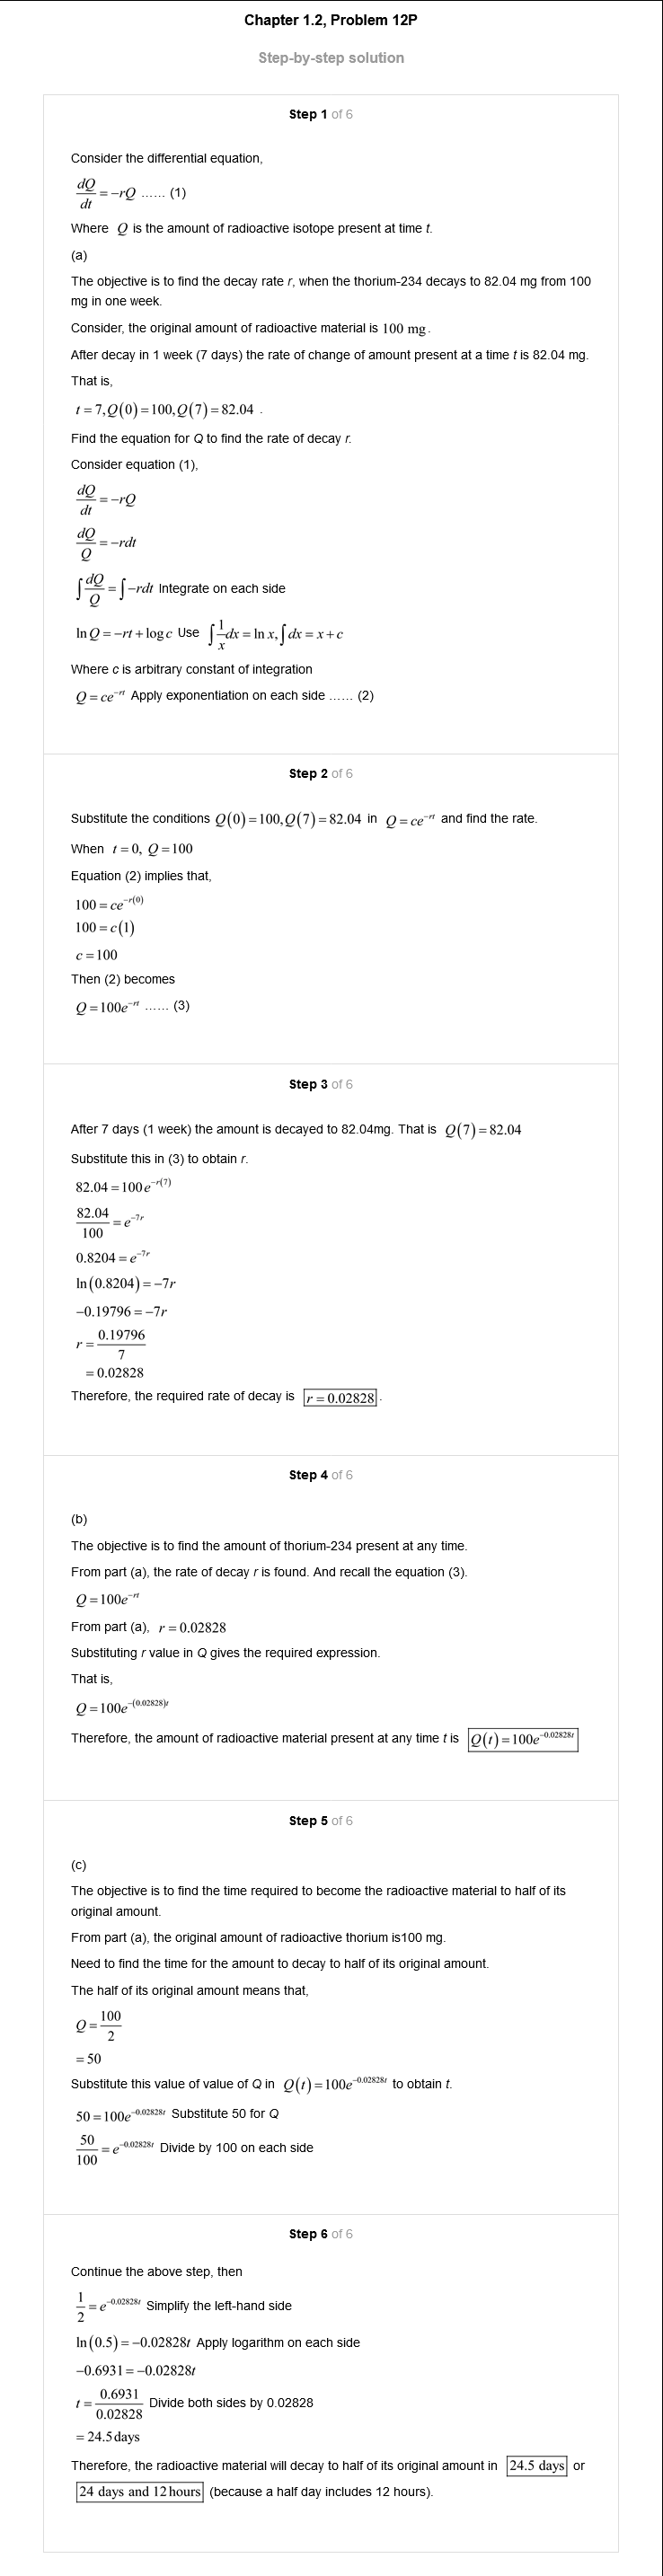 Chapter 1.2, Problem 12P
Step-by-step solution
Step 1 of 6
Consider the differential equation,
dQ/dt = −rQ ...... (1)
Where Q is the amount of radioactive isotope present at time t.
(a)
The objective is to find the decay rate r, when the thorium-234 decays to 82.04 mg from 100
mg in one week.
Consider, the original amount of radioactive material is 100 mg.
After decay in 1 week (7 days) the rate of change of amount present at a time t is 82.04 mg.
That is,
t = 7, Q(0) = 100, Q(7) = 82.04 .
Find the equation for Q to find the rate of decay r.
Consider equation (1),
dQ/dt = −rQ
dQ/Q = −rdt
∫ dQ/Q = ∫ −rdt Integrate on each side
ln Q = −rt + log c Use ∫ 1/x dx = ln x, ∫ dx = x + c
Where c is arbitrary constant of integration
Q = ce^(−rt) Apply exponentiation on each side ...... (2)
Step 2 of 6
Substitute the conditions Q(0) = 100, Q(7) = 82.04 in Q = ce^(−rt) and find the rate.
When t = 0, Q = 100
Equation (2) implies that,
100 = ce^(−r(0))
100 = c(1)
c = 100
Then (2) becomes
Q = 100e^(−rt) ...... (3)
Step 3 of 6
After 7 days (1 week) the amount is decayed to 82.04mg. That is Q(7) = 82.04
Substitute this in (3) to obtain r.
82.04 = 100e^(−r(7))
82.04/100 = e^(−7r)
0.8204 = e^(−7r)
ln(0.8204) = −7r
−0.19796 = −7r
r = 0.19796/7
= 0.02828
Therefore, the required rate of decay is r = 0.02828.
Step 4 of 6
(b)
The objective is to find the amount of thorium-234 present at any time.
From part (a), the rate of decay r is found. And recall the equation (3).
Q = 100e^(−rt)
From part (a), r = 0.02828
Substituting r value in Q gives the required expression.
That is,
Q = 100e^(−(0.02828)t)
Therefore, the amount of radioactive material present at any time t is Q(t) = 100e^(−0.02828t)
Step 5 of 6
(c)
The objective is to find the time required to become the radioactive material to half of its
original amount.
From part (a), the original amount of radioactive thorium is100 mg.
Need to find the time for the amount to decay to half of its original amount.
The half of its original amount means that,
Q = 100/2
= 50
Substitute this value of value of Q in Q(t) = 100e^(−0.02828t) to obtain t.
50 = 100e^(−0.02828t) Substitute 50 for Q
50/100 = e^(−0.02828t) Divide by 100 on each side
Step 6 of 6
Continue the above step, then
1/2 = e^(−0.02828t) Simplify the left-hand side
ln(0.5) = −0.02828t Apply logarithm on each side
−0.6931 = −0.02828t
t = 0.6931/0.02828 Divide both sides by 0.02828
= 24.5 days
Therefore, the radioactive material will decay to half of its original amount in 24.5 days or
24 days and 12 hours (because a half day includes 12 hours).